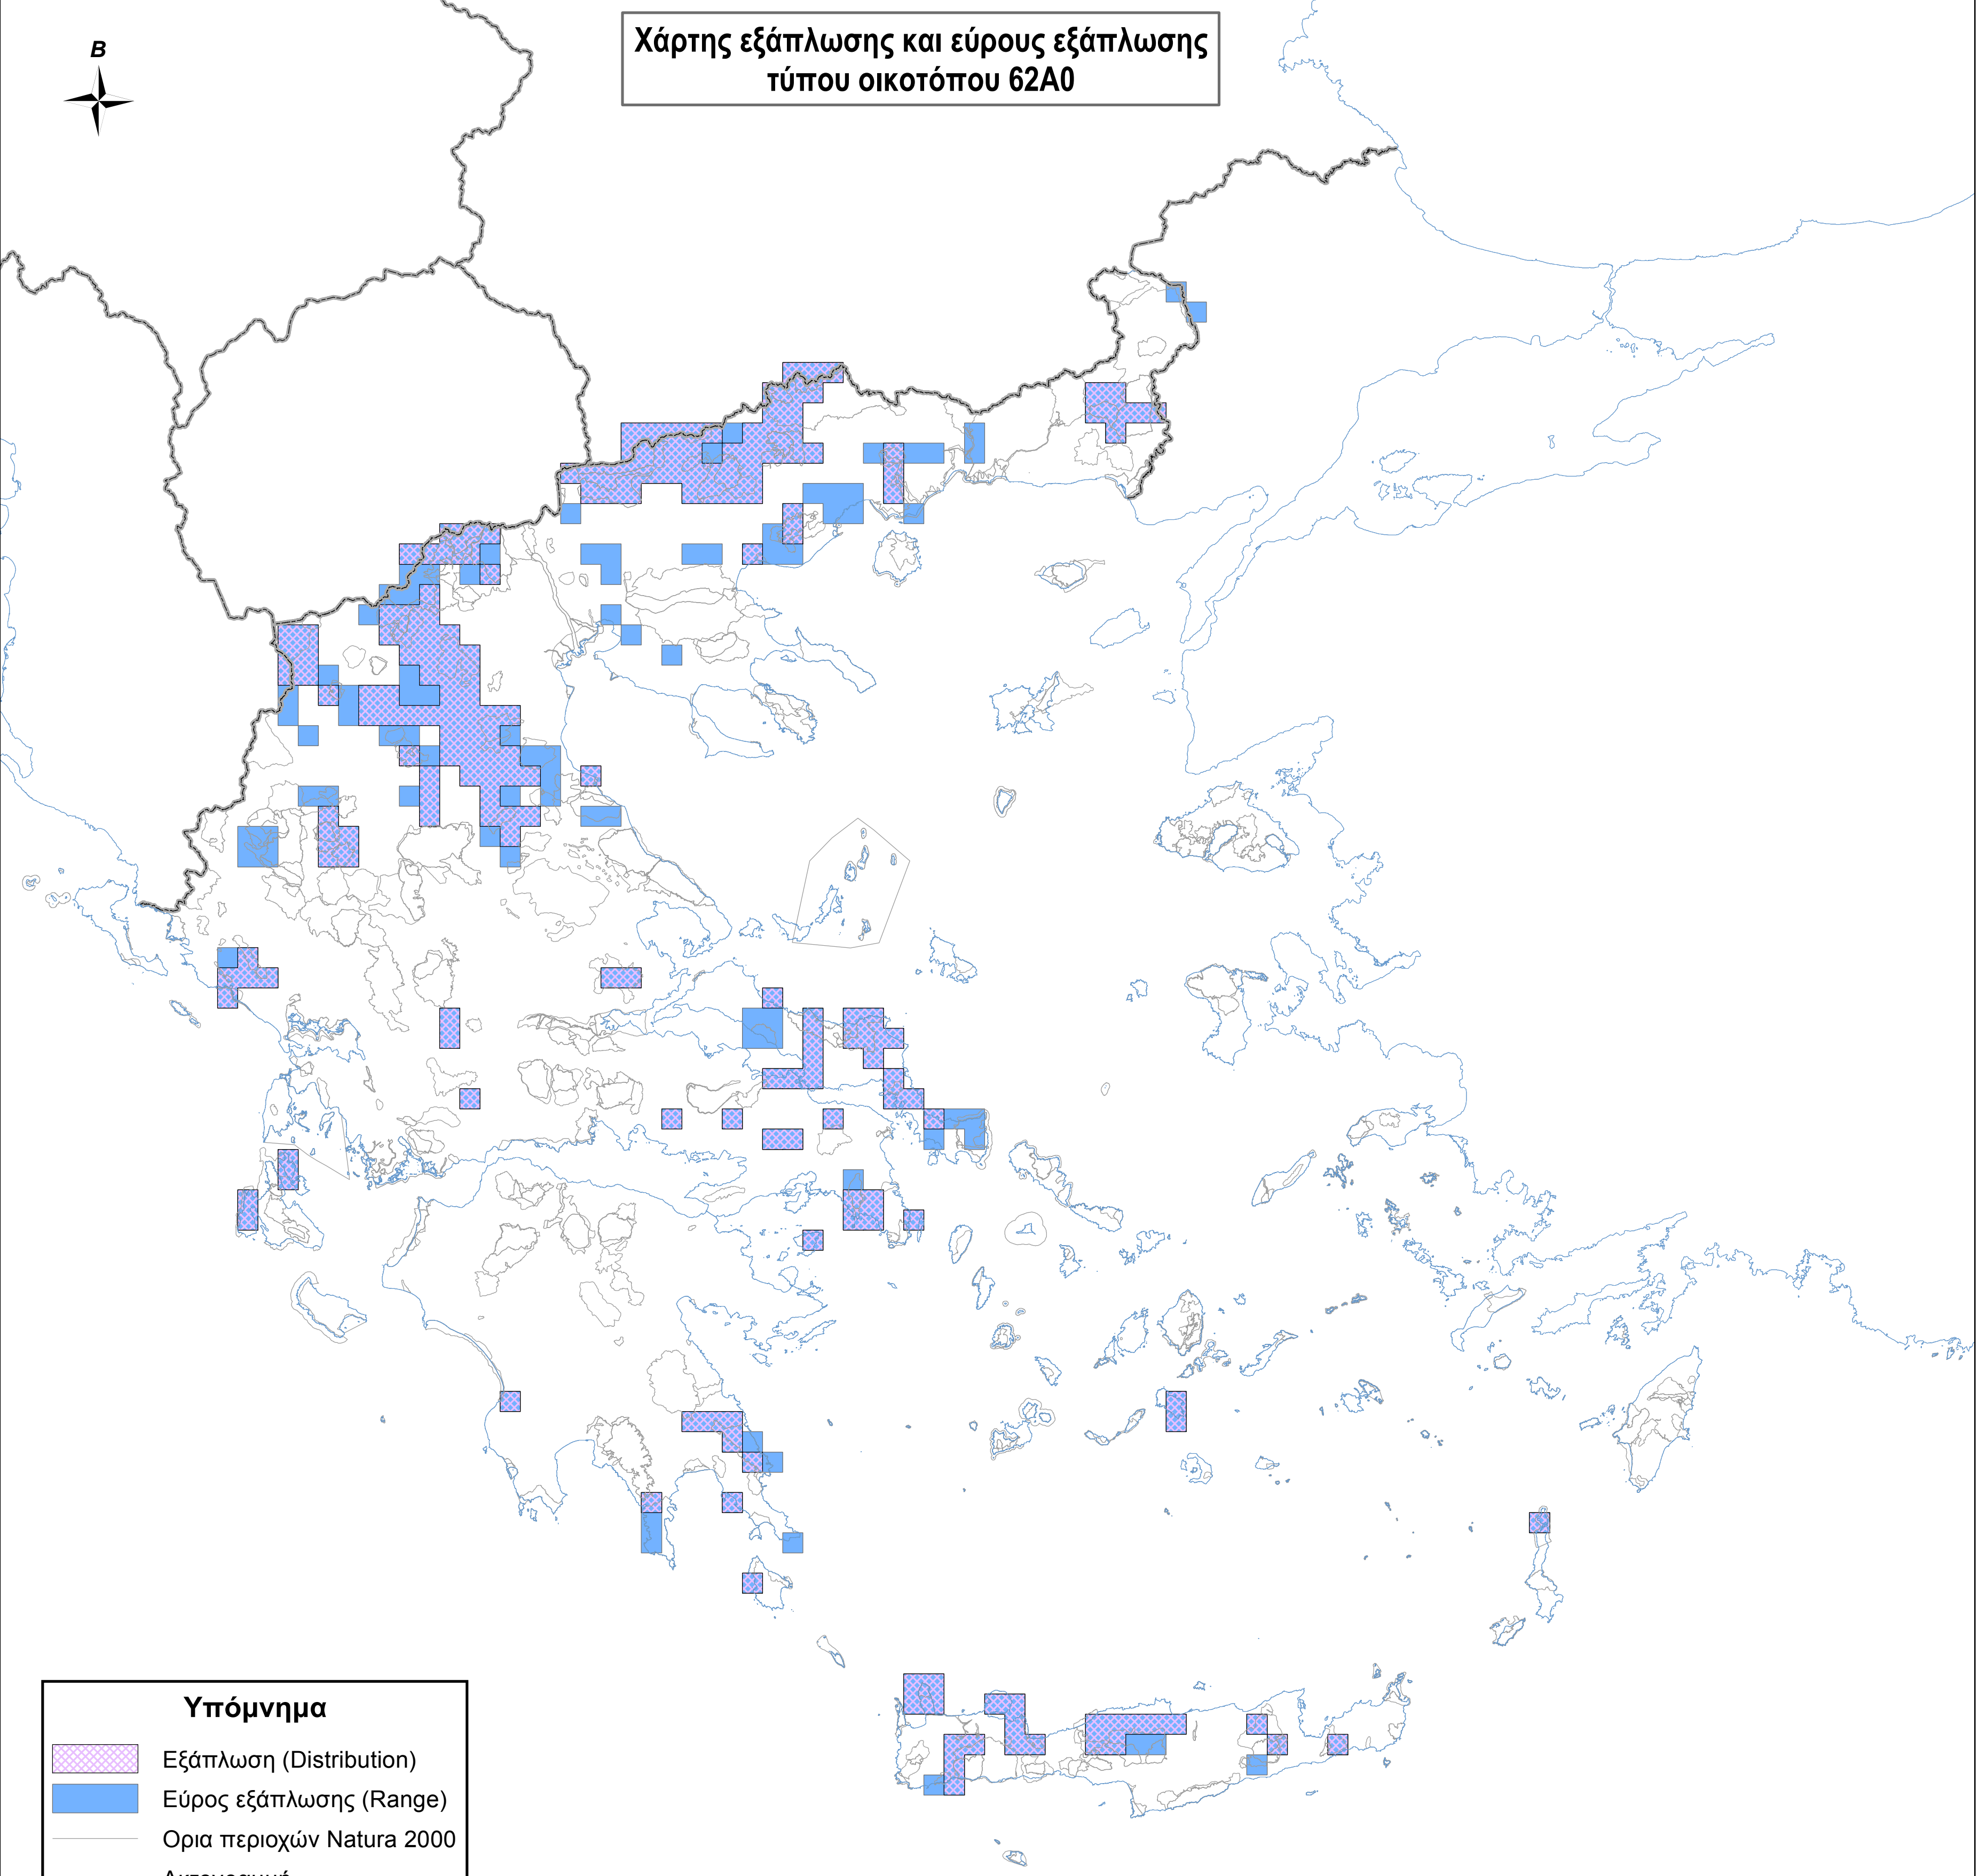 Β
Χάρτης εξάπλωσης και εύρους εξάπλωσης
τύπου οικοτόπου 62Α0
Υπόμνημα
Εξάπλωση (Distribution)
Εύρος εξάπλωσης (Range)
Ορια περιοχών Natura 2000